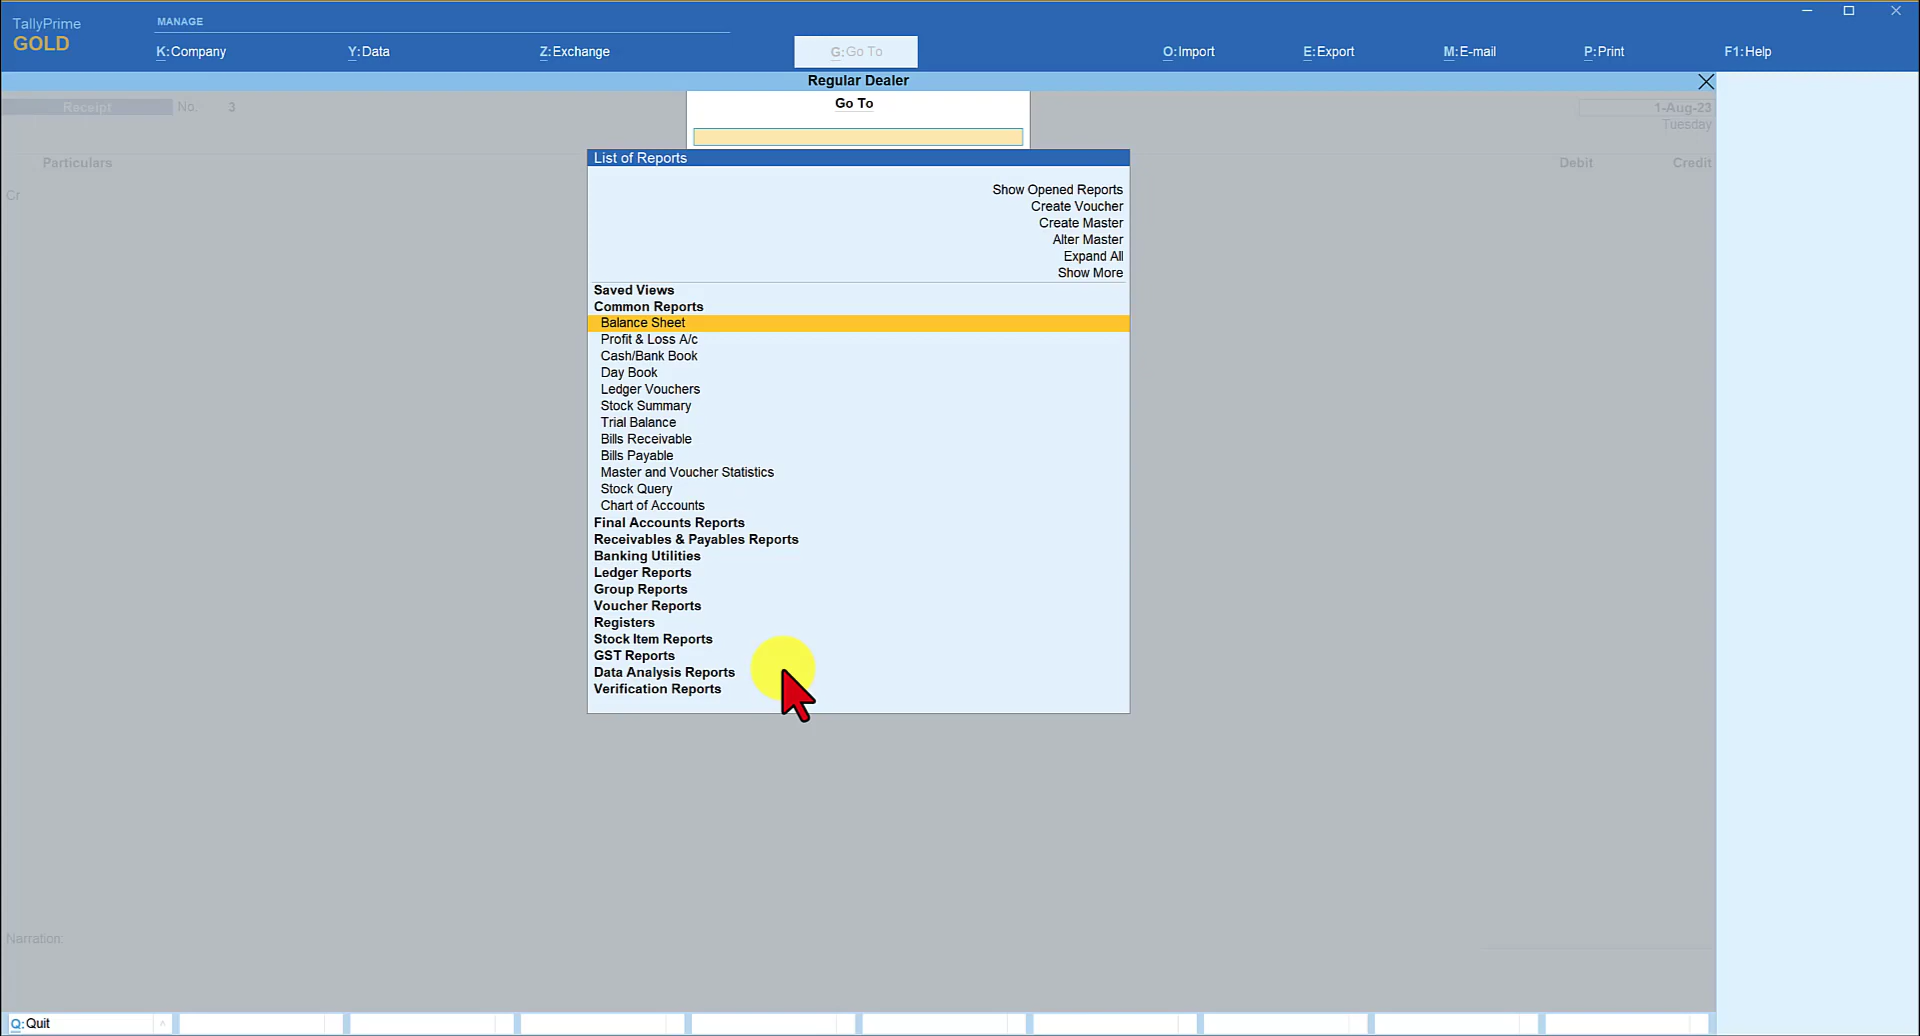 TallyPrime
GOLD
MANAGE
K:Company
Y:Data
Z:Exchange
G:Go To
O:Import
E:Export
M:E-mail
P:Print
F1:Help
Regular Dealer
Receipt No. 3
1-Aug-23
Tuesday
Particulars
Debit
Credit
Cr
Go To
List of Reports
Show Opened Reports
Create Voucher
Create Master
Alter Master
Expand All
Show More
Saved Views
Common Reports
Balance Sheet
Profit & Loss A/c
Cash/Bank Book
Day Book
Ledger Vouchers
Stock Summary
Trial Balance
Bills Receivable
Bills Payable
Master and Voucher Statistics
Stock Query
Chart of Accounts
Final Accounts Reports
Receivables & Payables Reports
Banking Utilities
Ledger Reports
Group Reports
Voucher Reports
Registers
Stock Item Reports
GST Reports
Data Analysis Reports
Verification Reports
Narration:
Q:Quit